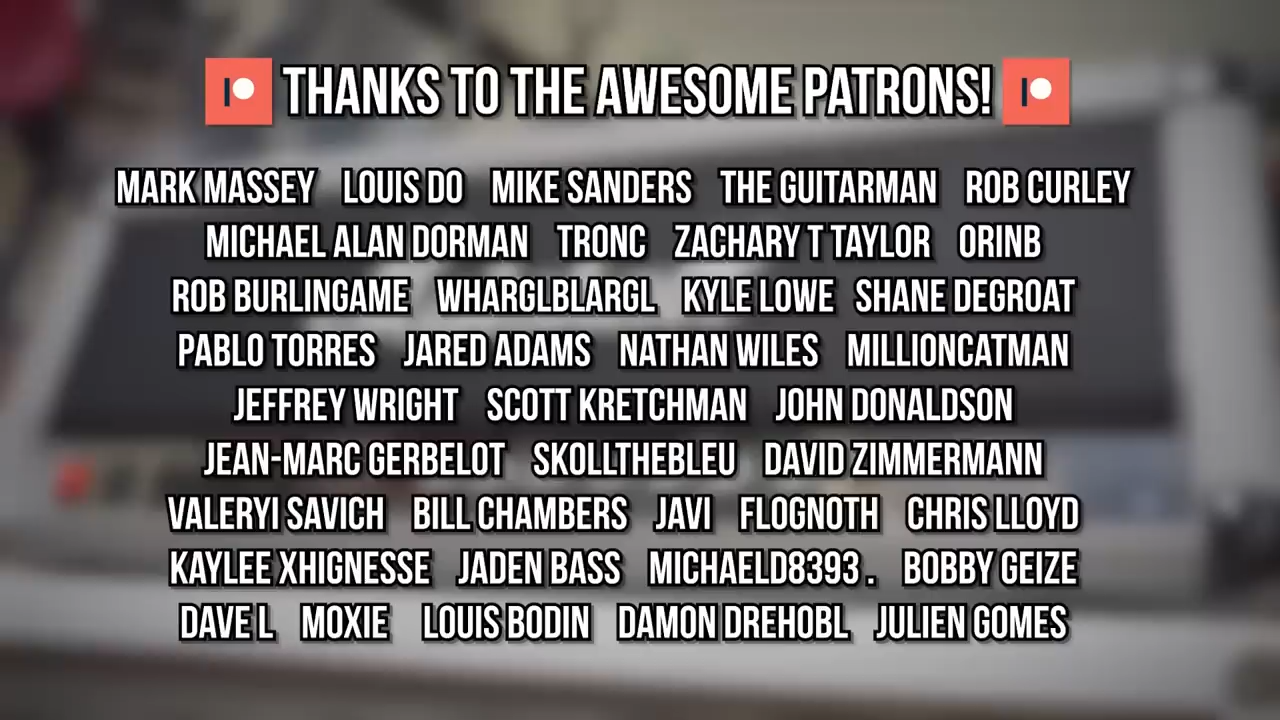 THANKS TO THE AWESOME PATRONS!
MARK MASSEY LOUIS DO MIKE SANDERS THE GUITARMAN ROB CURLEY
MICHAEL ALAN DORMAN TRONC ZACHARY T TAYLOR ORINB
ROB BURLINGAME WHARGLBLARGL KYLE LOWE SHANE DEGROAT
PABLO TORRES JARED ADAMS NATHAN WILES MILLIONCATMAN
JEFFREY WRIGHT SCOTT KRETCHMAN JOHN DONALDSON
JEAN-MARC GERBELOT SKOLLTHEBLEU DAVID ZIMMERMANN
VALERYI SAVICH BILL CHAMBERS JAVI FLOGNOTH CHRIS LLOYD
KAYLEE XHIGNESSE JADEN BASS MICHAELD8393 . BOBBY GEIZE
DAVE L MOXIE LOUIS BODIN DAMON DREHOBL JULIEN GOMES